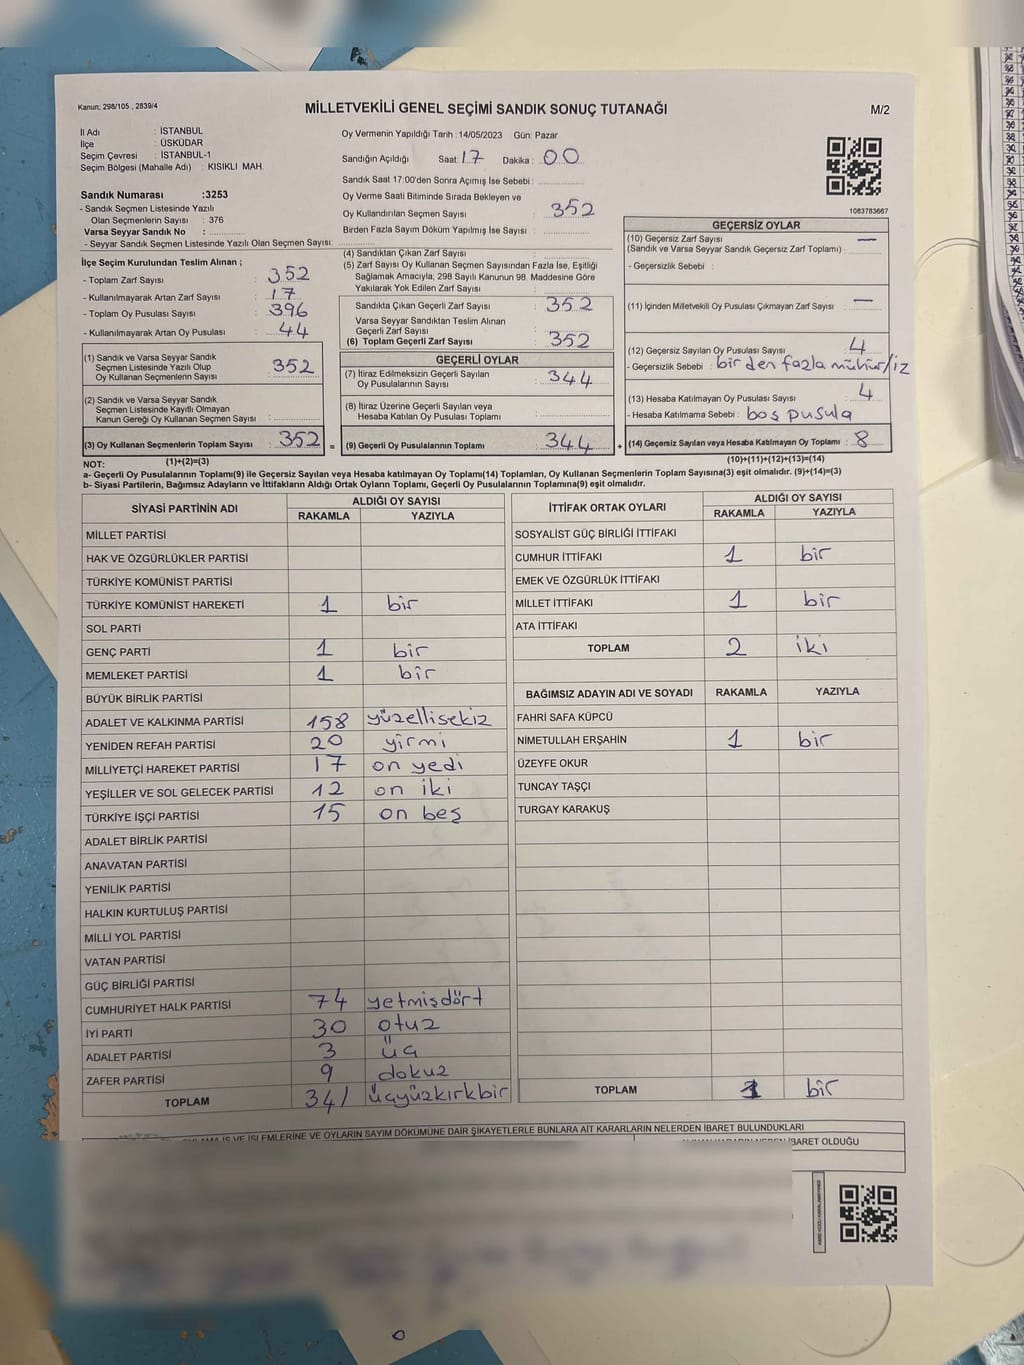 Kanun; 298/105 , 2839/4
MİLLETVEKİLİ GENEL SEÇİMİ SANDIK SONUÇ TUTANAĞI
M/2
İl Adı : İSTANBUL
İlçe : ÜSKÜDAR
Seçim Çevresi : İSTANBUL-1
Seçim Bölgesi (Mahalle Adı) : KISIKLI MAH.
Sandık Numarası :3253
- Sandık Seçmen Listesinde Yazılı
Olan Seçmenlerin Sayısı : 376
Varsa Seyyar Sandık No :
- Seyyar Sandık Seçmen Listesinde Yazılı Olan Seçmen Sayısı:
Oy Vermenin Yapıldığı Tarih :14/05/2023 Gün: Pazar
Sandığın Açıldığı Saat: 17 Dakika : 00
Sandık Saat 17:00'den Sonra Açımış İse Sebebi :
Oy Verme Saati Bitiminde Sırada Bekleyen ve
Oy Kullandırılan Seçmen Sayısı : 352
Birden Fazla Sayım Döküm Yapılmış İse Sayısı :
1083783667
İlçe Seçim Kurulundan Teslim Alınan ;
- Toplam Zarf Sayısı : 352
- Kullanılmayarak Artan Zarf Sayısı : 17
- Toplam Oy Pusulası Sayısı : 396
- Kullanılmayarak Artan Oy Pusulası : 44
(1) Sandık ve Varsa Seyyar Sandık
Seçmen Listesinde Yazılı Olup
Oy Kullanan Seçmenlerin Sayısı : 352
(2) Sandık ve Varsa Seyyar Sandık
Seçmen Listesinde Kayıtlı Olmayan
Kanun Gereği Oy Kullanan Seçmen Sayısı :
(3) Oy Kullanan Seçmenlerin Toplam Sayısı : 352
(1)+(2)=(3)
(4) Sandıktan Çıkan Zarf Sayısı :
(5) Zarf Sayısı Oy Kullanan Seçmen Sayısından Fazla İse, Eşitliği
Sağlamak Amacıyla; 298 Sayılı Kanunun 98. Maddesine Göre
Yakılarak Yok Edilen Zarf Sayısı :
Sandıkta Çıkan Geçerli Zarf Sayısı : 352
Varsa Seyyar Sandıktan Teslim Alınan
Geçerli Zarf Sayısı :
(6) Toplam Geçerli Zarf Sayısı : 352
GEÇERLİ OYLAR
(7) İtiraz Edilmeksizin Geçerli Sayılan
Oy Pusulalarının Sayısı : 344
(8) İtiraz Üzerine Geçerli Sayılan veya
Hesaba Katılan Oy Pusulası Toplamı :
= (9) Geçerli Oy Pusulalarının Toplamı : 344
GEÇERSİZ OYLAR
(10) Geçersiz Zarf Sayısı —
(Sandık ve Varsa Seyyar Sandık Geçersiz Zarf Toplamı) :
- Geçersizlik Sebebi :
(11) İçinden Milletvekili Oy Pusulası Çıkmayan Zarf Sayısı : —
(12) Geçersiz Sayılan Oy Pusulası Sayısı : 4
- Geçersizlik Sebebi : birden fazla mühür/iz
(13) Hesaba Katılmayan Oy Pusulası Sayısı : 4
- Hesaba Katılmama Sebebi : boş pusula
+ (14) Geçersiz Sayılan veya Hesaba Katılmayan Oy Toplamı : 8
(10)+(11)+(12)+(13)=(14)
NOT:
a- Geçerli Oy Pusulalarının Toplamı(9) ile Geçersiz Sayılan veya Hesaba katılmayan Oy Toplamı(14) Toplamları, Oy Kullanan Seçmenlerin Toplam Sayısına(3) eşit olmalıdır. (9)+(14)=(3)
b- Siyasi Partilerin, Bağımsız Adayların ve İttifakların Aldığı Ortak Oyların Toplamı, Geçerli Oy Pusulalarının Toplamına(9) eşit olmalıdır.
SİYASİ PARTİNİN ADI ALDIĞI OY SAYISI
RAKAMLA YAZIYLA
MİLLET PARTİSİ
HAK VE ÖZGÜRLÜKLER PARTİSİ
TÜRKİYE KOMÜNİST PARTİSİ
TÜRKİYE KOMÜNİST HAREKETİ 1 bir
SOL PARTİ
GENÇ PARTİ 1 bir
MEMLEKET PARTİSİ 1 bir
BÜYÜK BİRLİK PARTİSİ
ADALET VE KALKINMA PARTİSİ 158 yüzellisekiz
YENİDEN REFAH PARTİSİ 20 yirmi
MİLLİYETÇİ HAREKET PARTİSİ 17 on yedi
YEŞİLLER VE SOL GELECEK PARTİSİ 12 on iki
TÜRKİYE İŞÇİ PARTİSİ 15 on beş
ADALET BİRLİK PARTİSİ
ANAVATAN PARTİSİ
YENİLİK PARTİSİ
HALKIN KURTULUŞ PARTİSİ
MİLLİ YOL PARTİSİ
VATAN PARTİSİ
GÜÇ BİRLİĞİ PARTİSİ
CUMHURİYET HALK PARTİSİ 74 yetmişdört
İYİ PARTİ 30 otuz
ADALET PARTİSİ 3 üç
ZAFER PARTİSİ 9 dokuz
TOPLAM 341 üçyüzkırkbir
İTTİFAK ORTAK OYLARI ALDIĞI OY SAYISI
RAKAMLA YAZIYLA
SOSYALİST GÜÇ BİRLİĞİ İTTİFAKI
CUMHUR İTTİFAKI 1 bir
EMEK VE ÖZGÜRLÜK İTTİFAKI
MİLLET İTTİFAKI 1 bir
ATA İTTİFAKI
TOPLAM 2 iki
BAĞIMSIZ ADAYIN ADI VE SOYADI RAKAMLA YAZIYLA
FAHRİ SAFA KÜPCÜ
NİMETULLAH ERŞAHİN 1 bir
ÜZEYFE OKUR
TUNCAY TAŞÇI
TURGAY KARAKUŞ
TOPLAM 1 bir
İŞLEMLERİNE VE OYLARIN SAYIM DÖKÜMÜNE DAİR ŞİKAYETLERLE BUNLARA AİT KARARLARIN NELERDEN İBARET BULUNDUKLARI
İBARET OLDUĞU